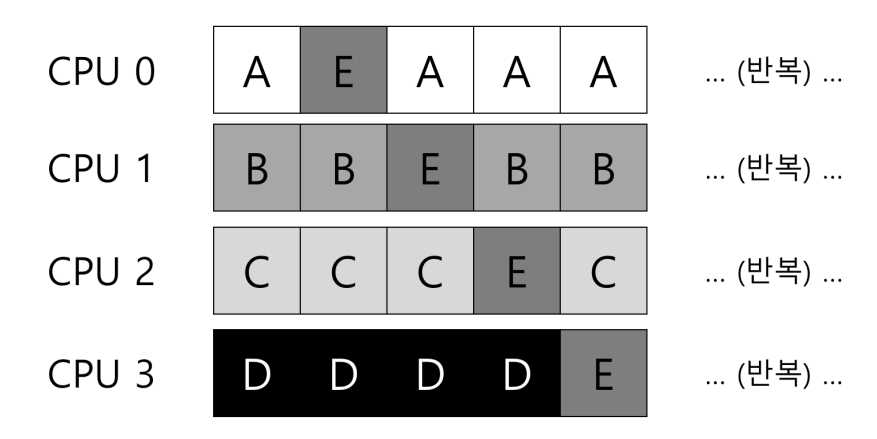 CPU 0 A E A A A ... (반복) ...
CPU 1 B B E B B ... (반복) ...
CPU 2 C C C E C ... (반복) ...
CPU 3 D D D D E ... (반복) ...